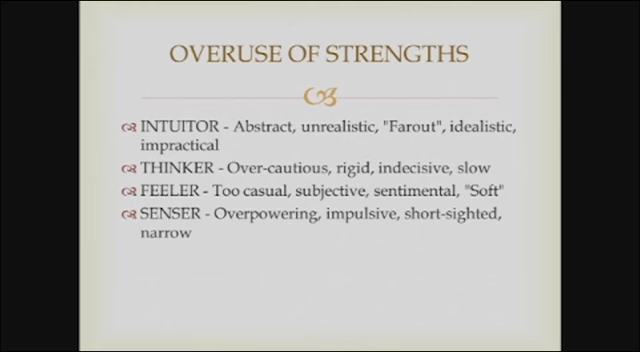 OVERUSE OF STRENGTHS
INTUITOR - Abstract, unrealistic, "Farout", idealistic,
impractical
THINKER - Over-cautious, rigid, indecisive, slow
FEELER - Too casual, subjective, sentimental, "Soft"
SENSER - Overpowering, impulsive, short-sighted,
narrow